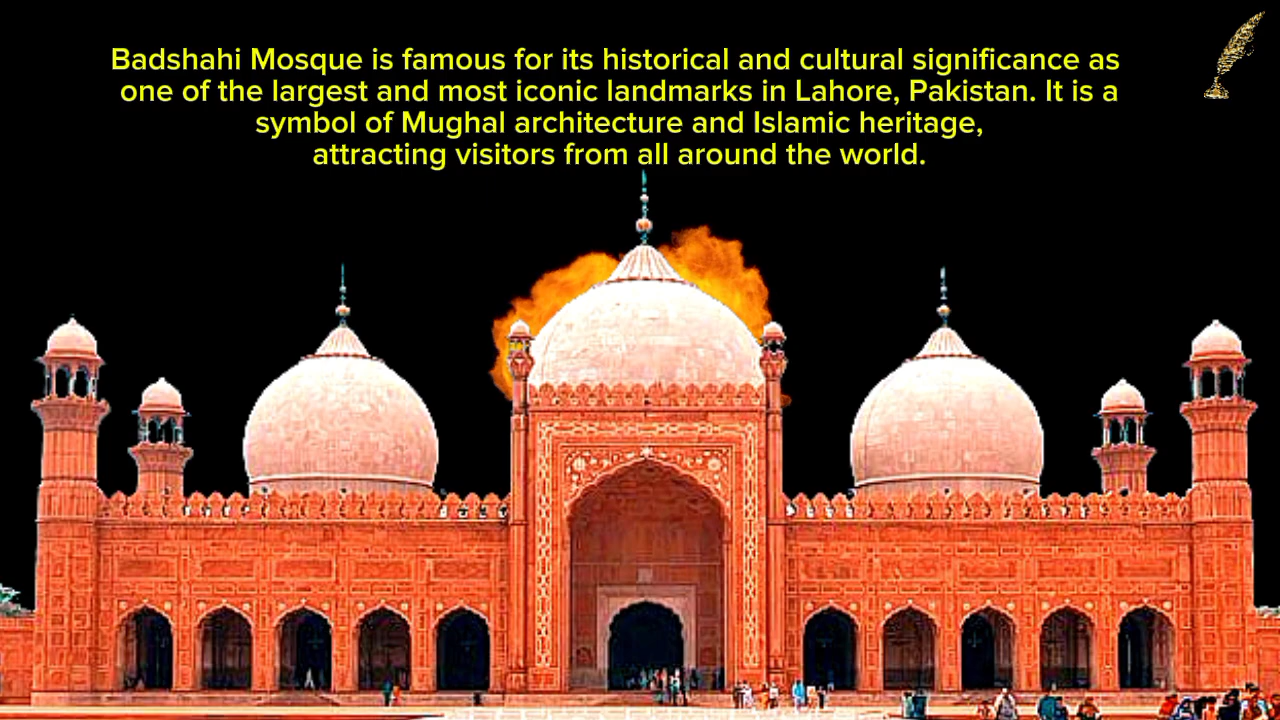 Badshahi Mosque is famous for its historical and cultural significance as
one of the largest and most iconic landmarks in Lahore, Pakistan. It is a
symbol of Mughal architecture and Islamic heritage,
attracting visitors from all around the world.